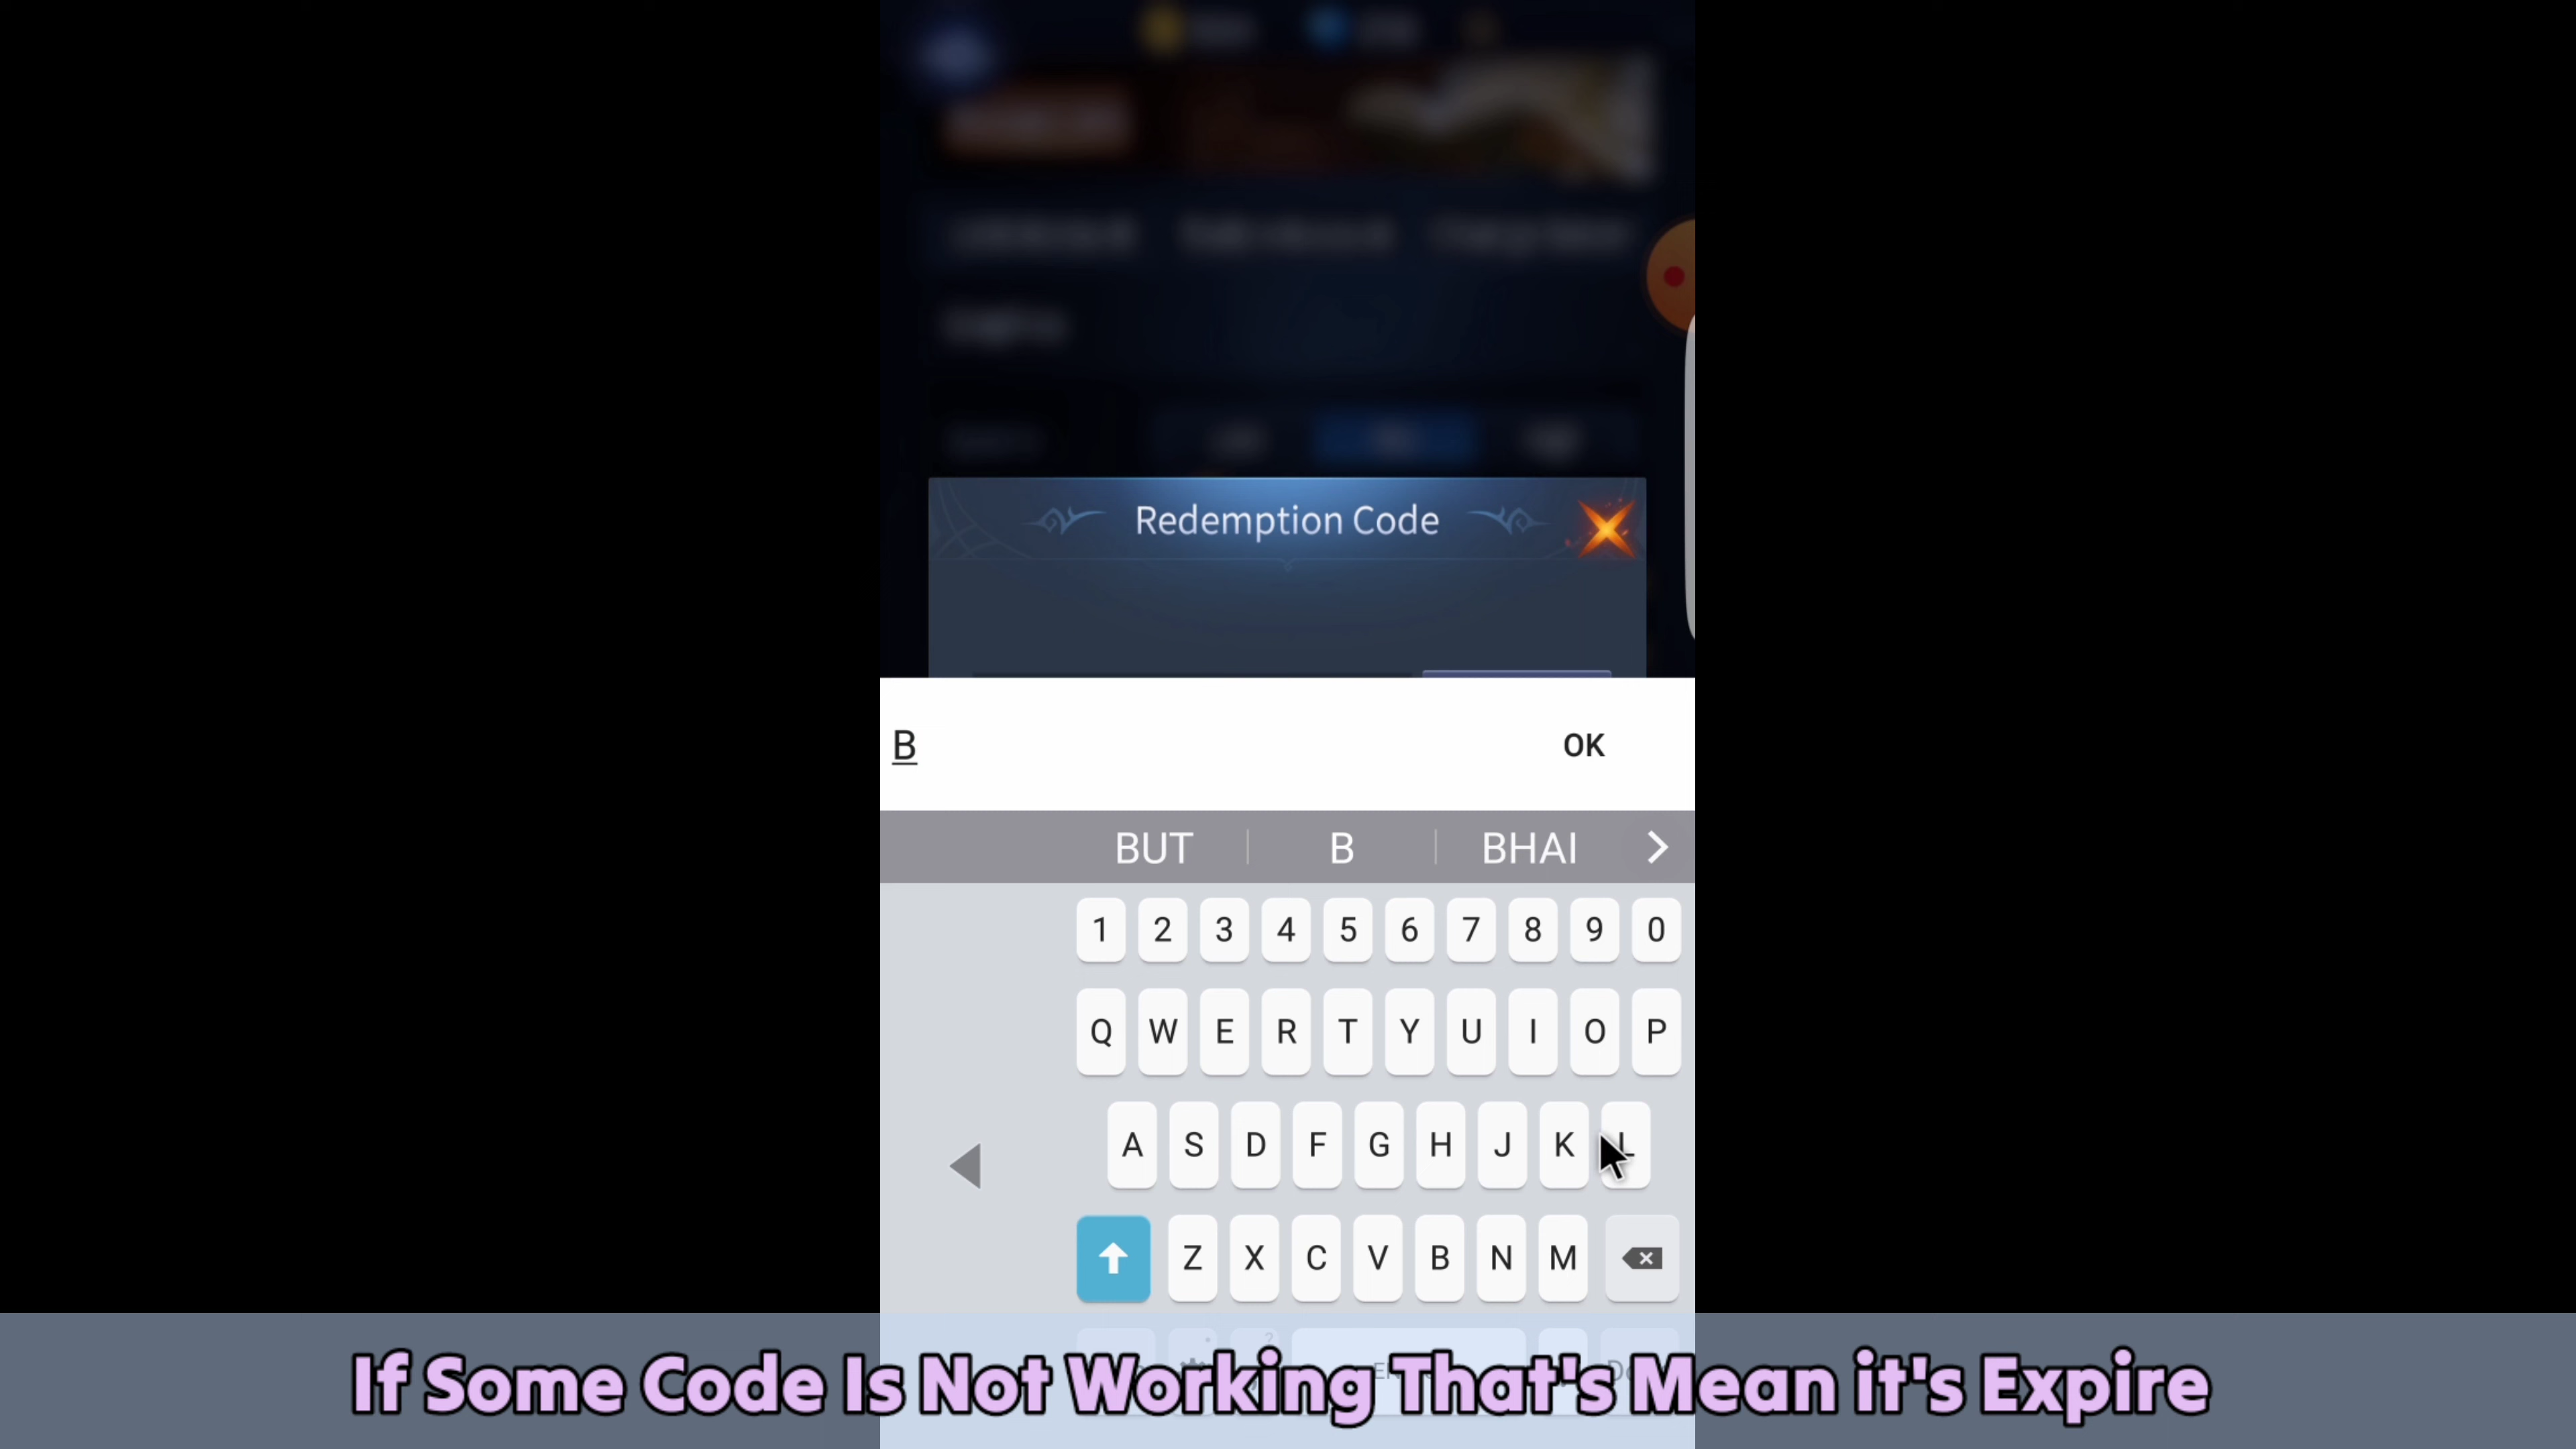 Redemption Code
B
OK
BUT B BHAI
1 2 3 4 5 6 7 8 9 0
Q W E R T Y U I O P
A S D F G H J K L
Z X C V B N M
If Some Code Is Not Working That's Mean it's Expire